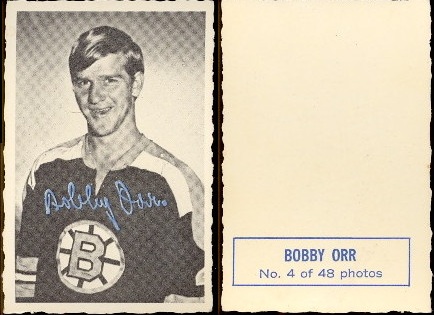 Bobby Orr
B
BOBBY ORR
No. 4 of 48 photos